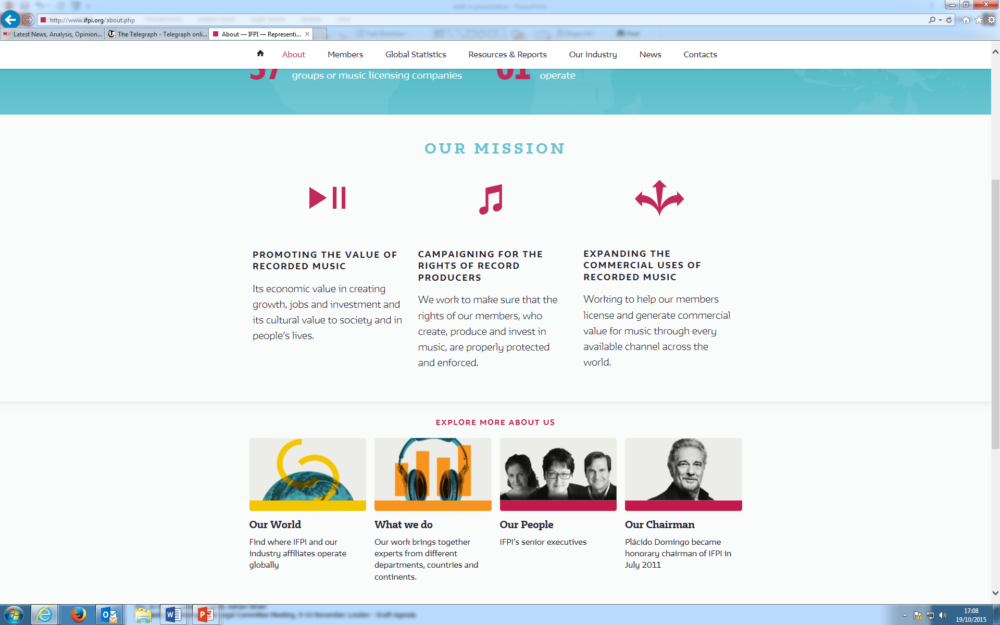 http://www.ifpi.org/about.php
Latest News, Analysis, Opinion...
The Telegraph - Telegraph onli...
About — IFPI — Representi...
About Members Global Statistics Resources & Reports Our Industry News Contacts
37 groups or music licensing companies
61 operate
OUR MISSION
PROMOTING THE VALUE OF
RECORDED MUSIC
Its economic value in creating
growth, jobs and investment and
its cultural value to society and in
people's lives.
CAMPAIGNING FOR THE
RIGHTS OF RECORD
PRODUCERS
We work to make sure that the
rights of our members, who
create, produce and invest in
music, are properly protected
and enforced.
EXPANDING THE
COMMERCIAL USES OF
RECORDED MUSIC
Working to help our members
license and generate commercial
value for music through every
available channel across the
world.
EXPLORE MORE ABOUT US
Our World
Find where IFPI and our
industry affiliates operate
globally
What we do
Our work brings together
experts from different
departments, countries and
continents.
Our People
IFPI's senior executives
Our Chairman
Plácido Domingo became
honorary chairman of IFPI in
July 2011
17:08
19/10/2015